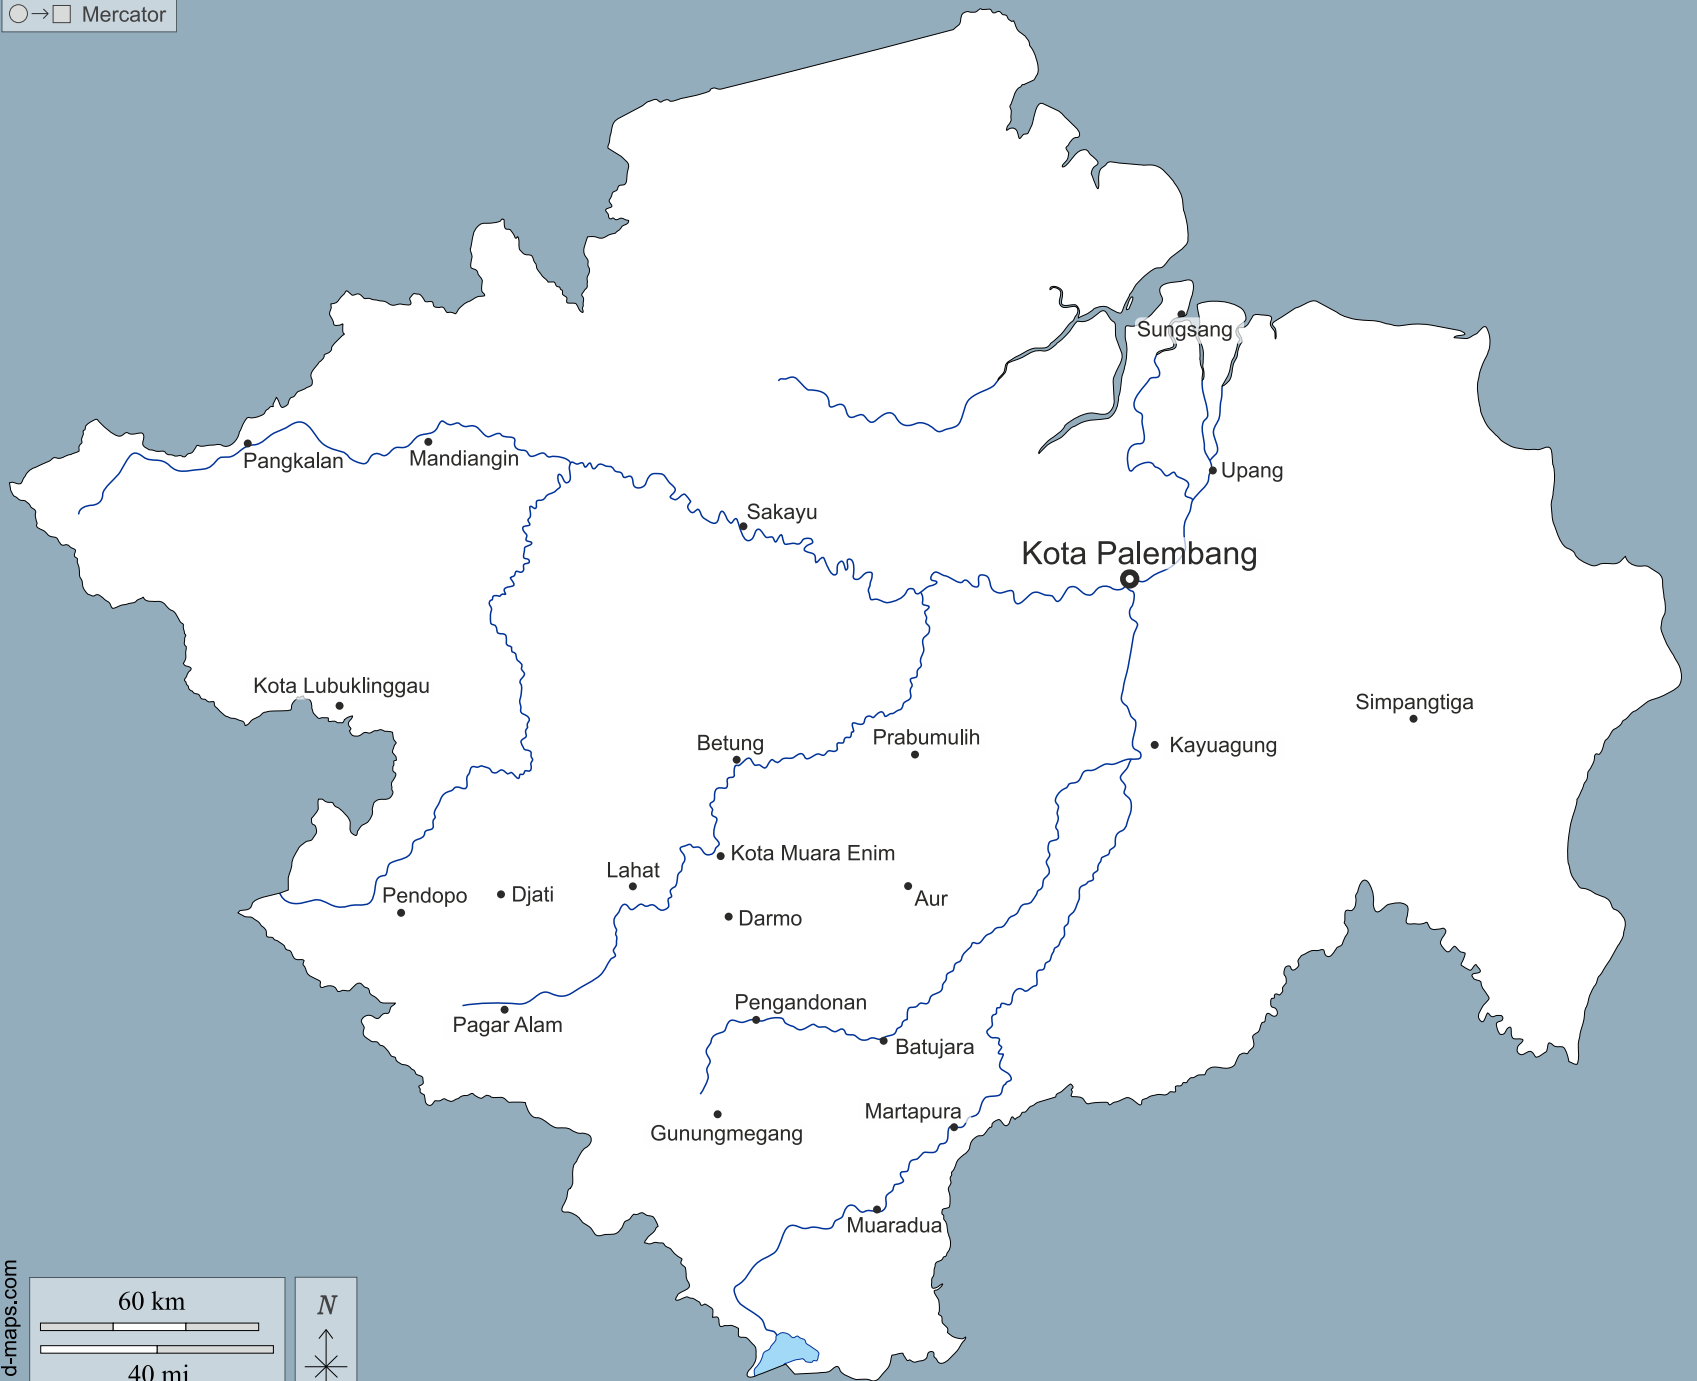 Mercator
Sungsang
Pangkalan
Mandiangin
Upang
Sakayu
Kota Palembang
Kota Lubuklinggau
Simpangtiga
Betung
Prabumulih
Kayuagung
Kota Muara Enim
Lahat
Pendopo
Djati
Aur
Darmo
Pengandonan
Pagar Alam
Batujara
Martapura
Gunungmegang
Muaradua
d-maps.com
60 km
N
40 mi